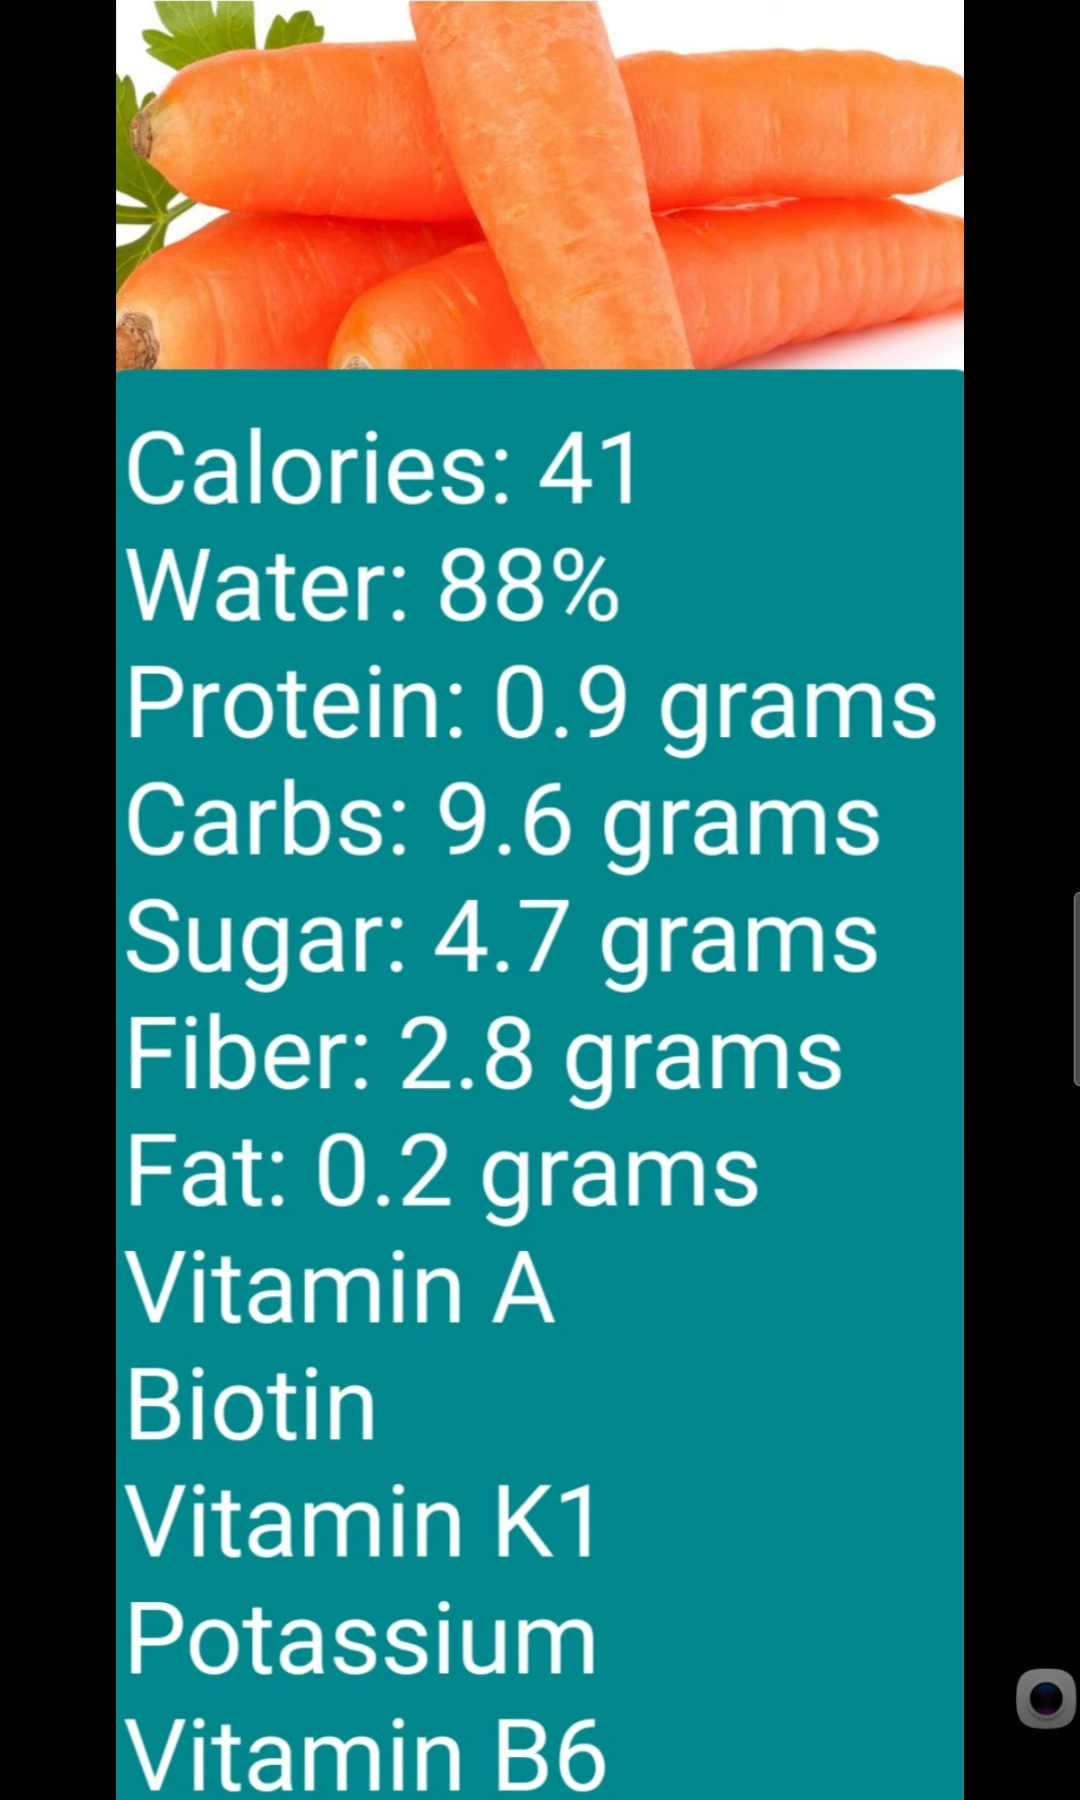 Calories: 41
Water: 88%
Protein: 0.9 grams
Carbs: 9.6 grams
Sugar: 4.7 grams
Fiber: 2.8 grams
Fat: 0.2 grams
Vitamin A
Biotin
Vitamin K1
Potassium
Vitamin B6